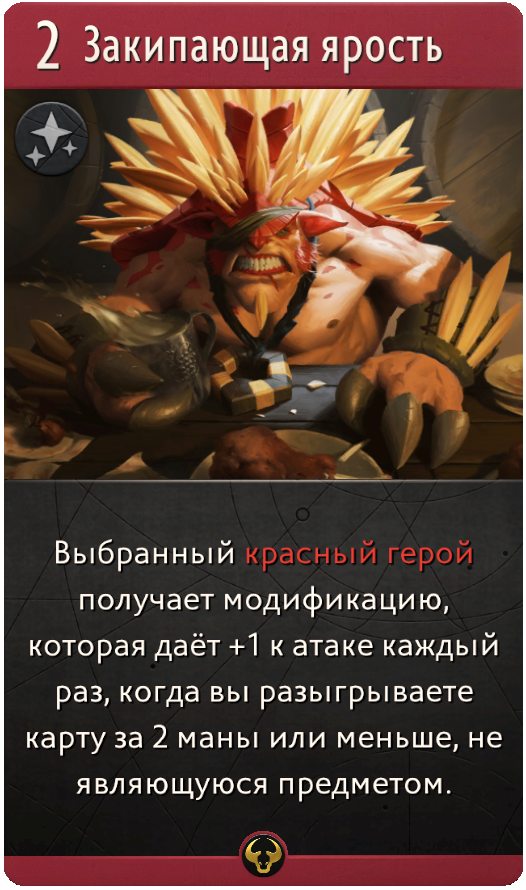 2 Закипающая ярость
Выбранный красный герой
получает модификацию,
которая даёт +1 к атаке каждый
раз, когда вы разыгрываете
карту за 2 маны или меньше, не
являющуюся предметом.